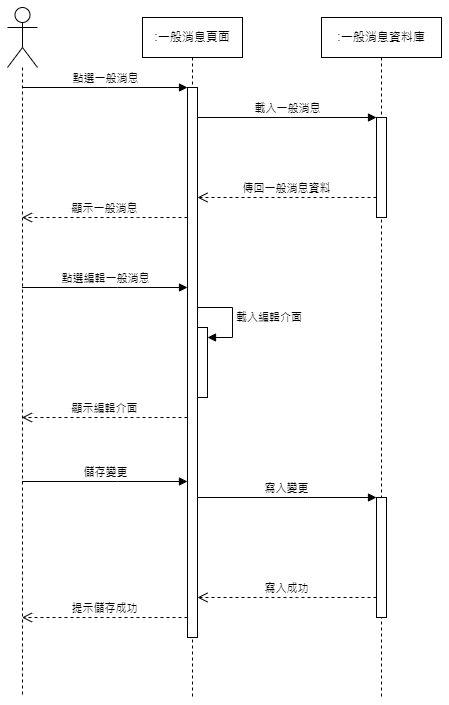 :一般消息頁面
:一般消息資料庫
點選一般消息
載入一般消息
傳回一般消息資料
顯示一般消息
點選編輯一般消息
載入編輯介面
顯示編輯介面
儲存變更
寫入變更
寫入成功
提示儲存成功